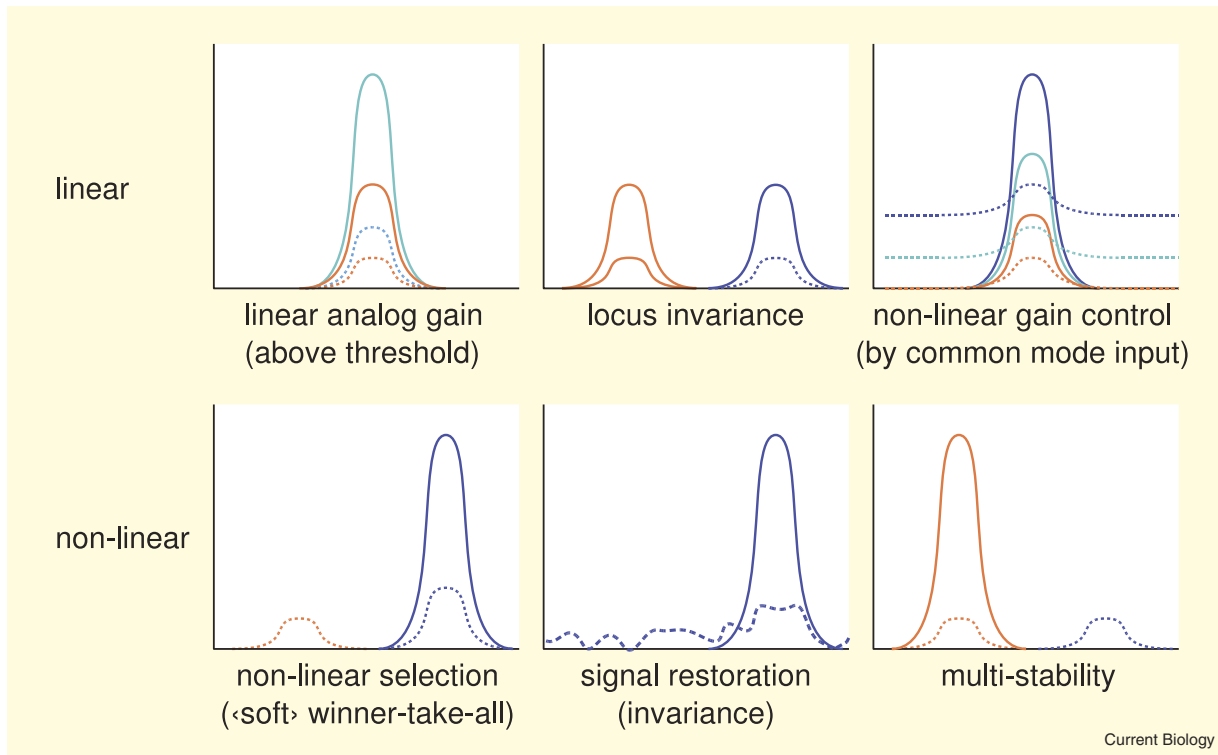 linear
linear analog gain
(above threshold)
locus invariance
non-linear gain control
(by common mode input)
non-linear
non-linear selection
(‹soft› winner-take-all)
signal restoration
(invariance)
multi-stability
Current Biology